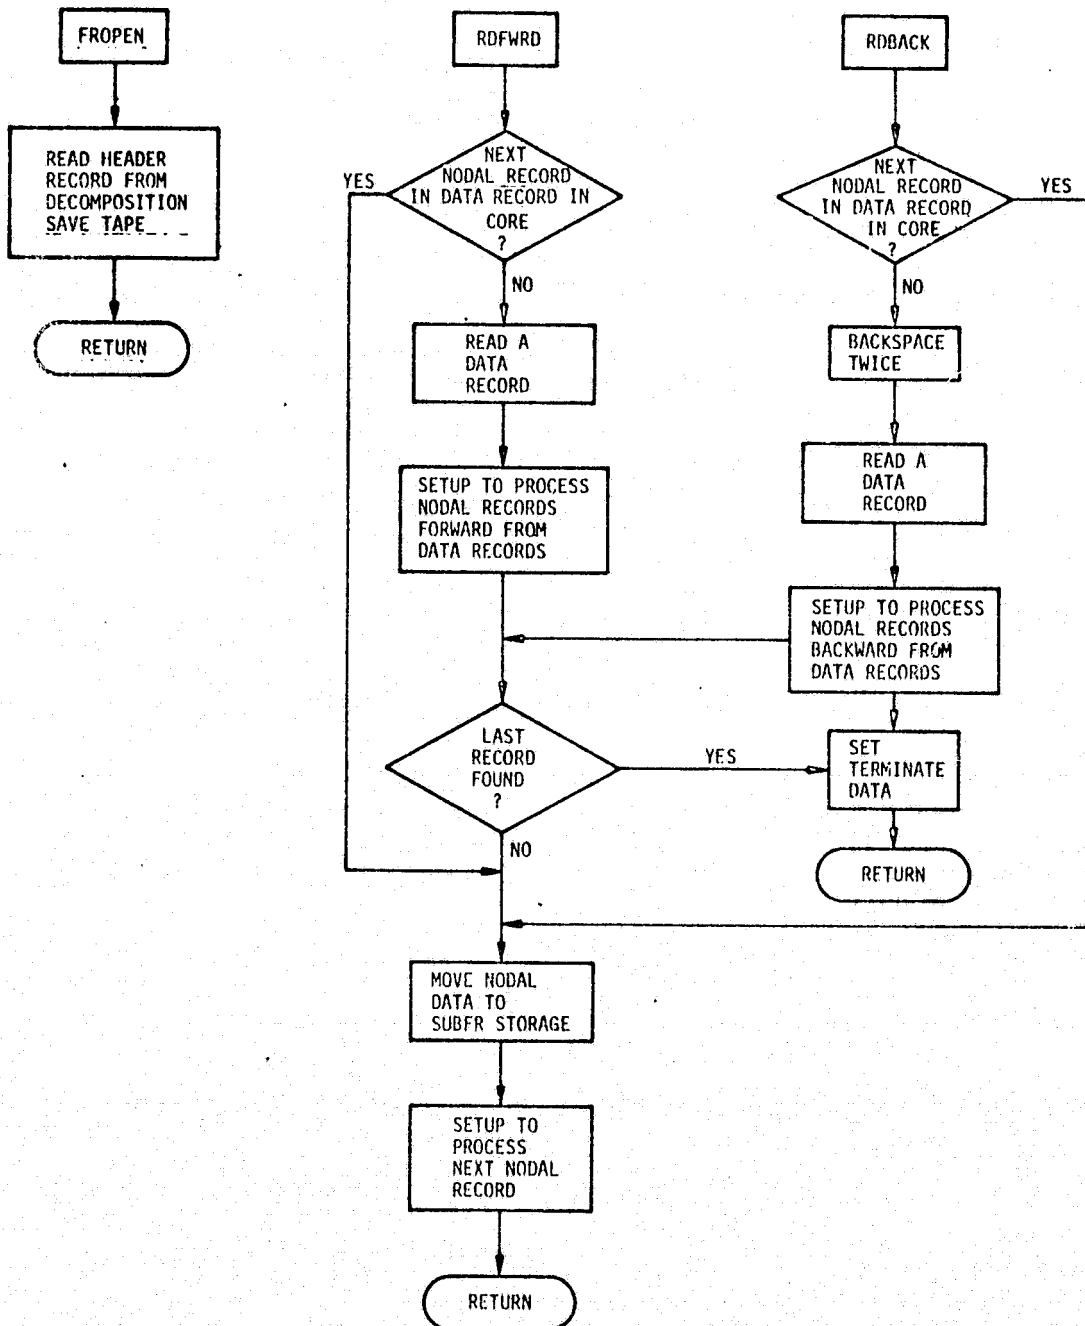 FROPEN
READ HEADER
RECORD FROM
DECOMPOSITION
SAVE TAPE
RETURN
RDFWRD
NEXT
NODAL RECORD
IN DATA RECORD IN
CORE
?
YES
NO
READ A
DATA
RECORD
SETUP TO PROCESS
NODAL RECORDS
FORWARD FROM
DATA RECORDS
LAST
RECORD
FOUND
?
YES
NO
MOVE NODAL
DATA TO
SUBFR STORAGE
SETUP TO
PROCESS
NEXT NODAL
RECORD
RETURN
RDBACK
NEXT
NODAL RECORD
IN DATA RECORD
IN CORE
?
YES
NO
BACKSPACE
TWICE
READ A
DATA
RECORD
SETUP TO PROCESS
NODAL RECORDS
BACKWARD FROM
DATA RECORDS
SET
TERMINATE
DATA
RETURN